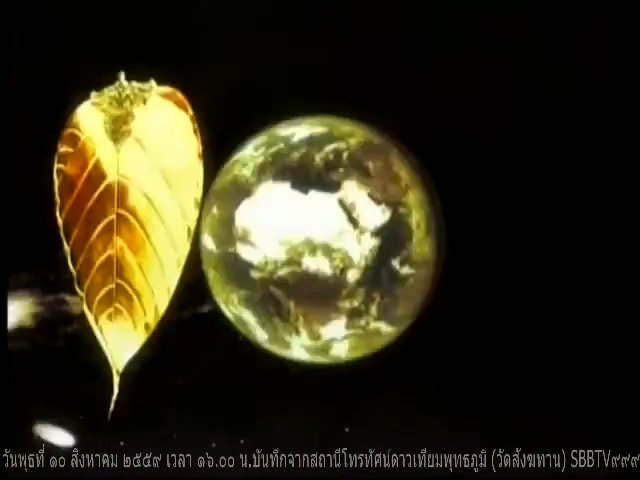 วันพุธที่ ๑๐ สิงหาคม ๒๕๕๙ เวลา ๑๖.๐๐ น.บันทึกจากสถานีโทรทัศน์ดาวเทียมพุทธภูมิ (วัดสังฆทาน) SBBTV๙๙๙